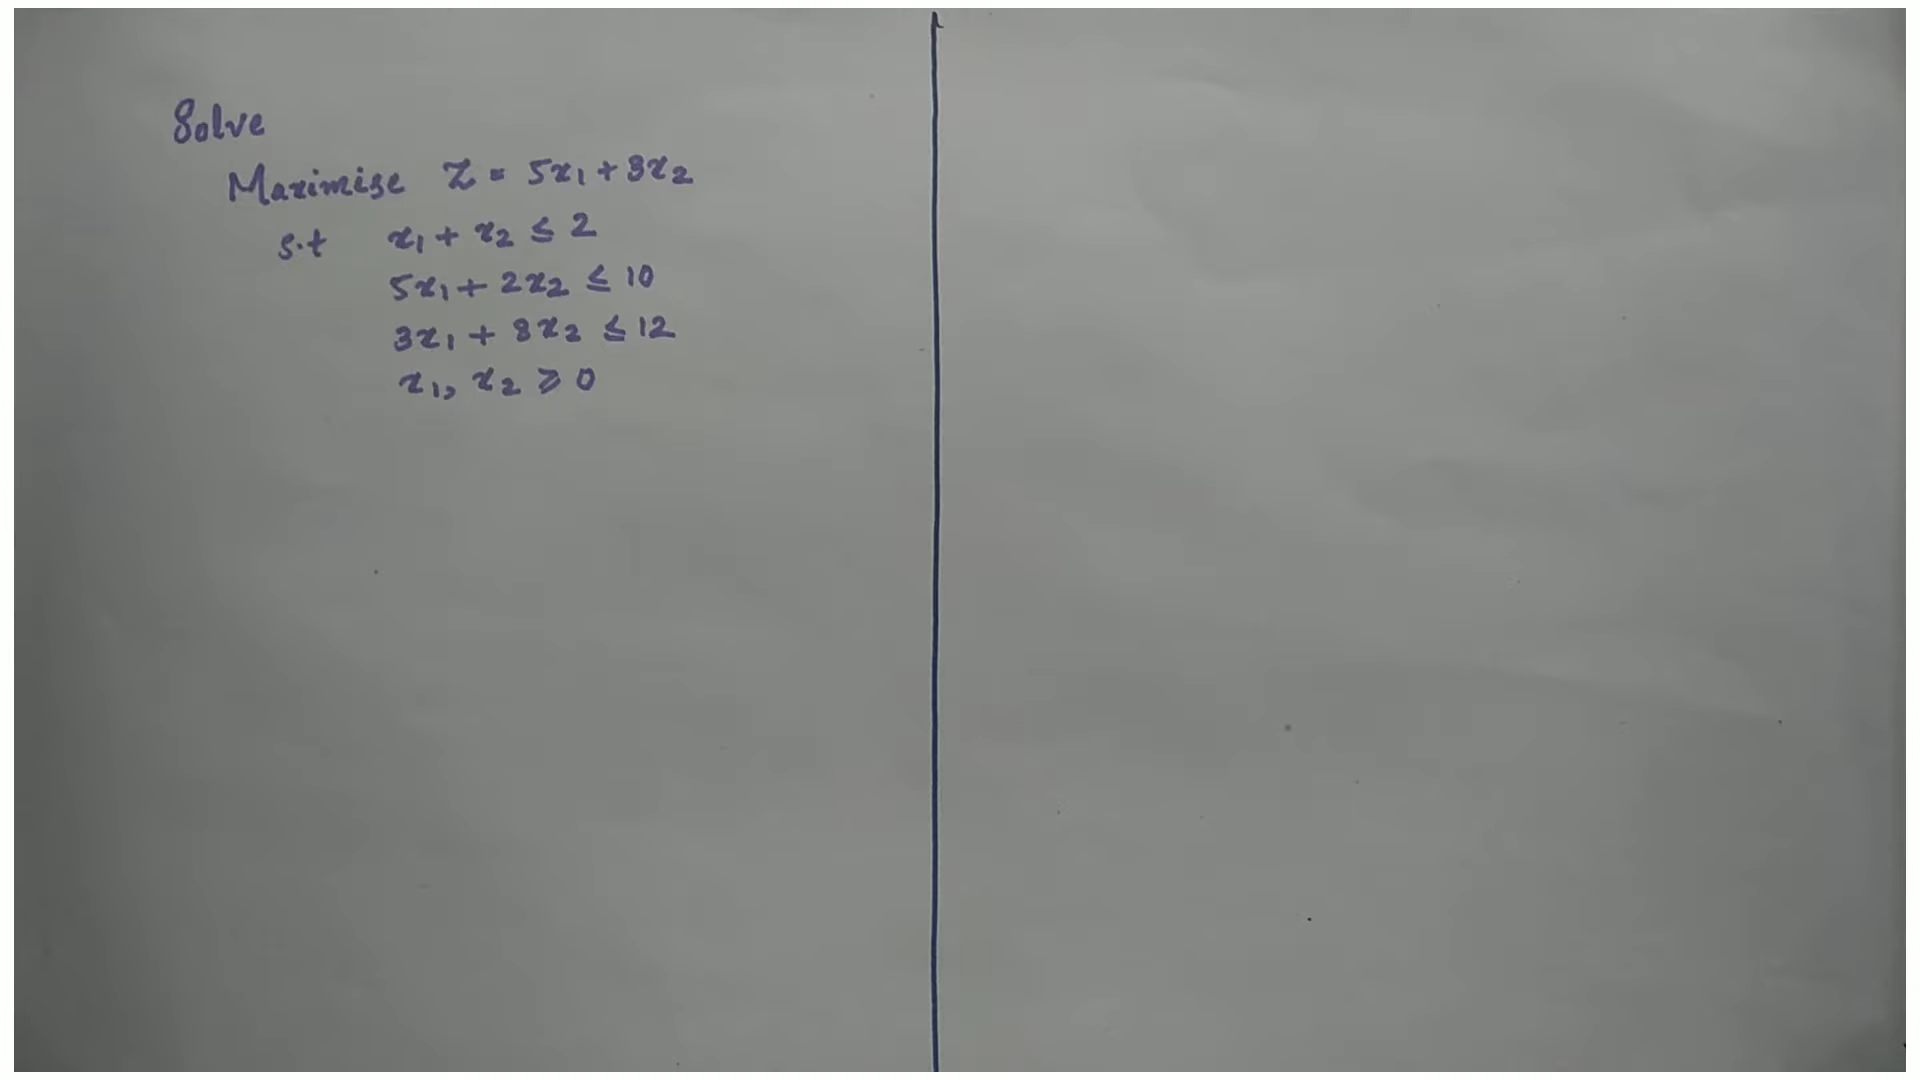 Solve
Maximise Z = 5x₁ + 3x₂
s.t x₁ + x₂ ≤ 2
5x₁ + 2x₂ ≤ 10
3x₁ + 8x₂ ≤ 12
x₁, x₂ ≥ 0